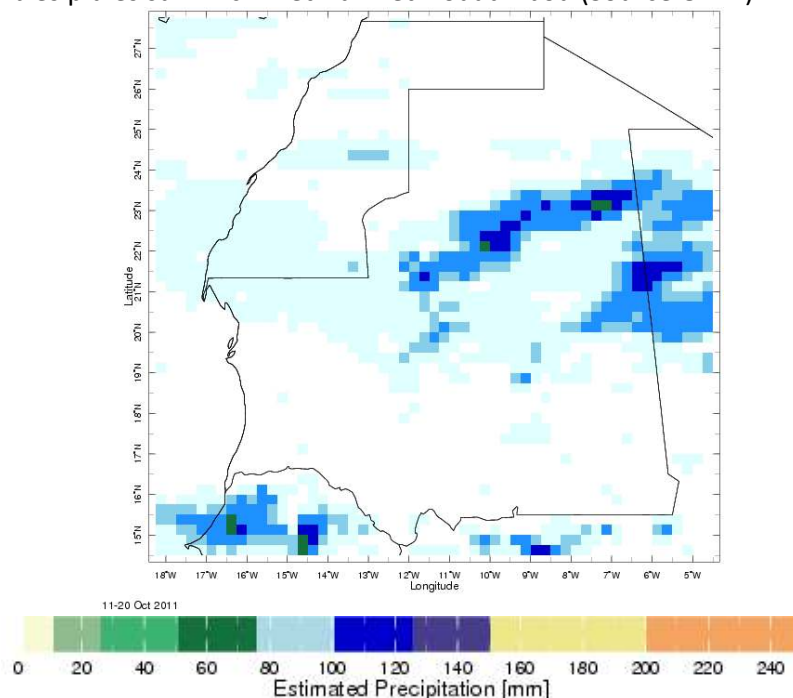 27°N
26°N
25°N
24°N
23°N
22°N
21°N
20°N
19°N
18°N
17°N
16°N
15°N
Latitude
18°W 17°W 16°W 15°W 14°W 13°W 12°W 11°W 10°W 9°W 8°W 7°W 6°W 5°W
Longitude
11-20 Oct 2011
0 20 40 60 80 100 120 140 160 180 200 220 240
Estimated Precipitation [mm]